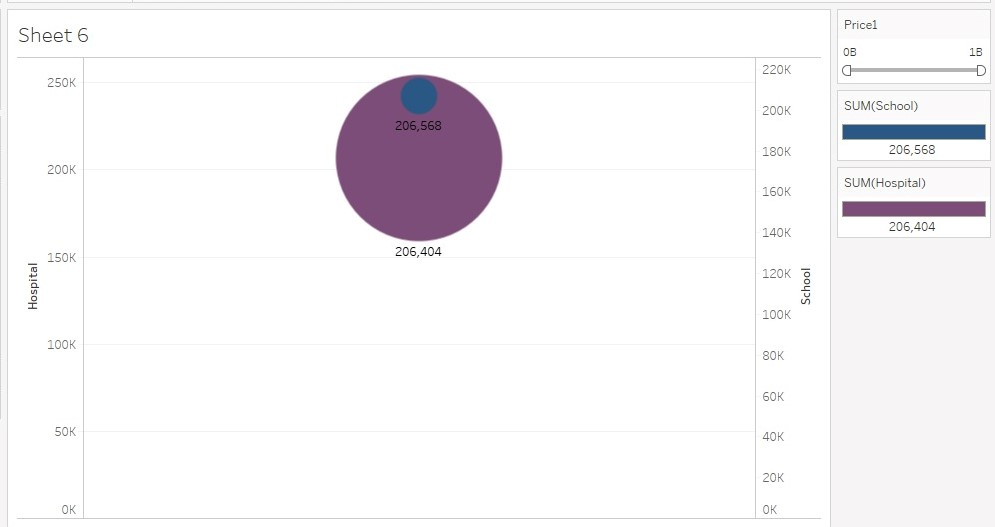 Sheet 6
250K
200K
150K
100K
50K
0K
Hospital
206,568
206,404
220K
200K
180K
160K
140K
120K
100K
80K
60K
40K
20K
0K
School
Price1
0B 1B
SUM(School)
206,568
SUM(Hospital)
206,404